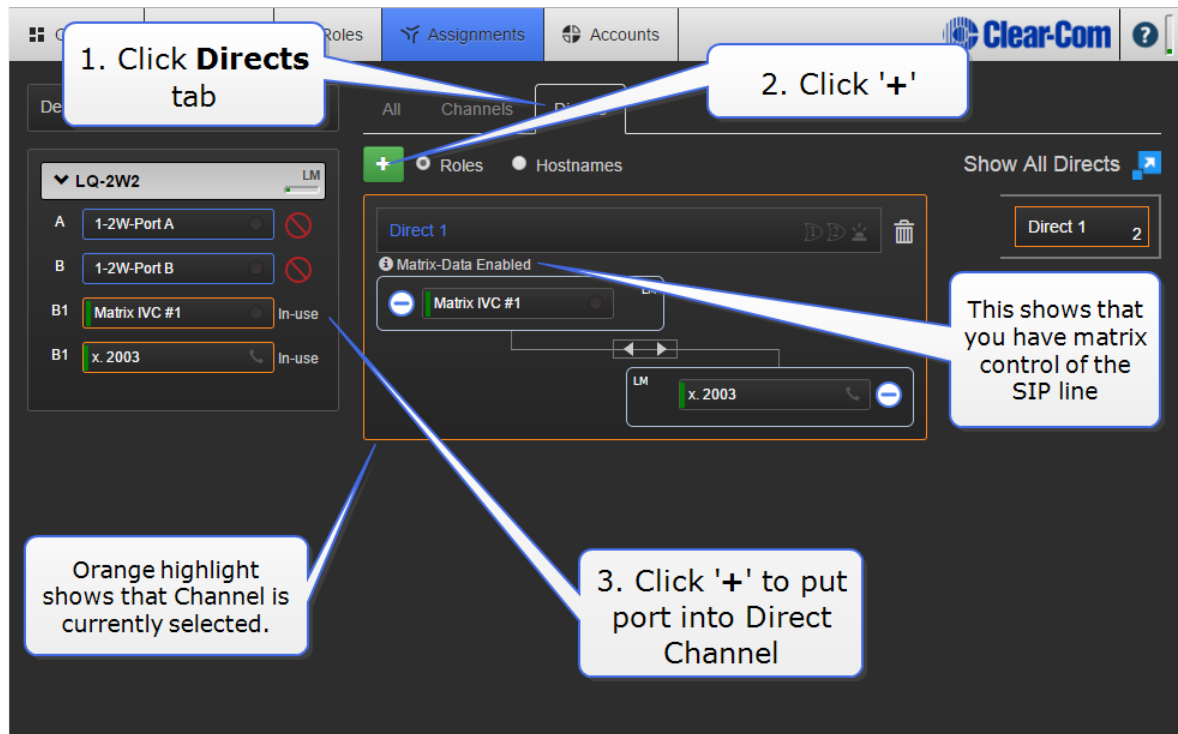 Roles
Assignments
Accounts
Clear-Com
?
1. Click Directs
tab
2. Click '+'
All
Channels
+
Roles
Hostnames
Show All Directs
LQ-2W2
LM
A
1-2W-Port A
B
1-2W-Port B
B1
Matrix IVC #1
In-use
B1
x. 2003
In-use
Direct 1
Matrix-Data Enabled
Matrix IVC #1
LM
x. 2003
Direct 1
2
This shows that
you have matrix
control of the
SIP line
Orange highlight
shows that Channel is
currently selected.
3. Click '+' to put
port into Direct
Channel